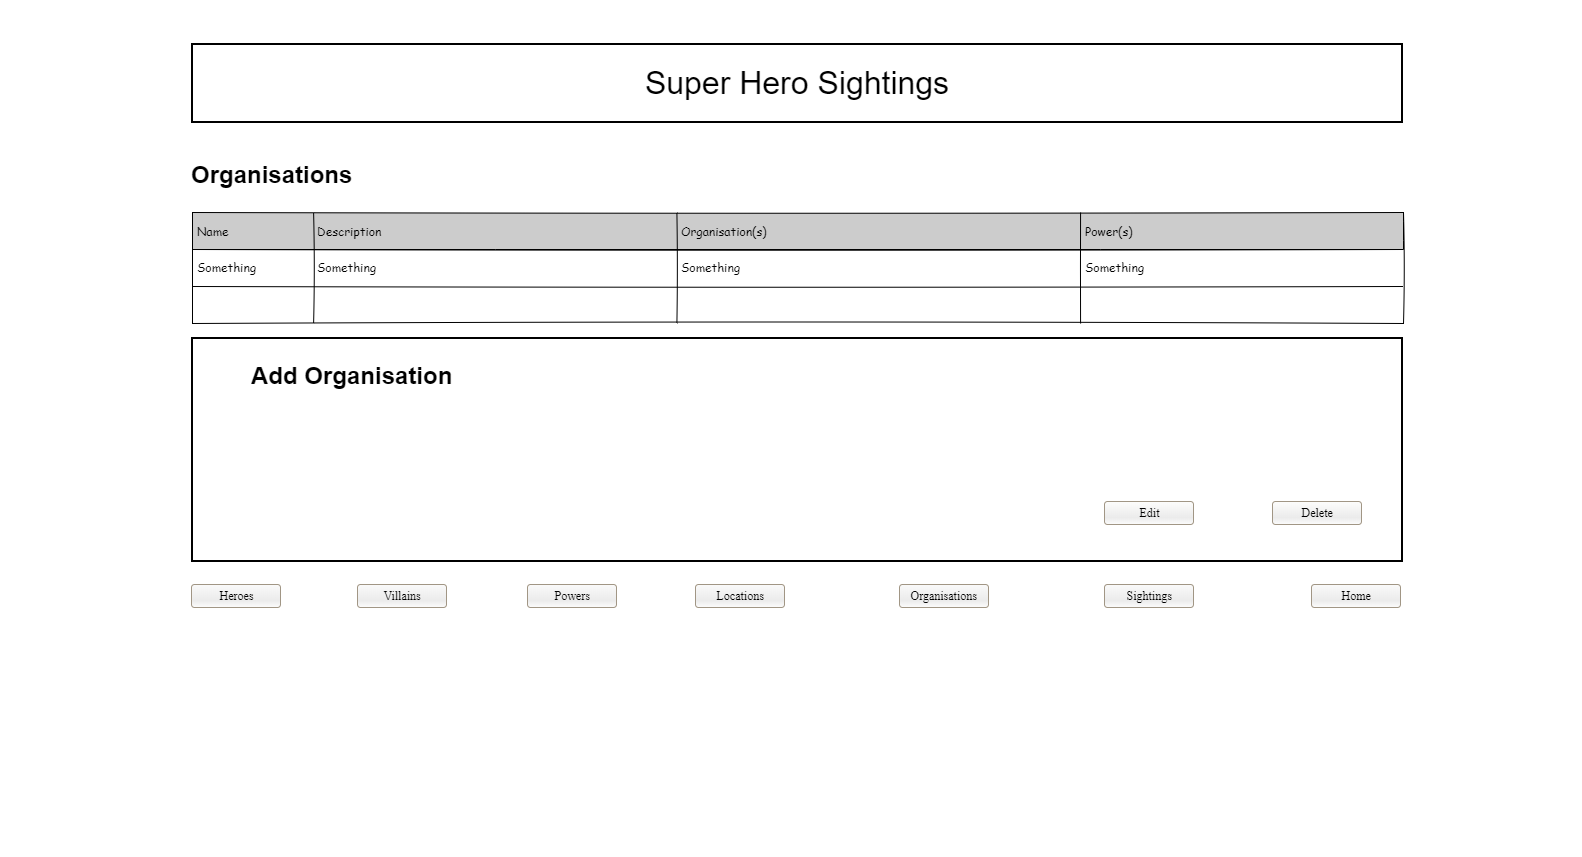 Super Hero Sightings
Organisations
Name Description Organisation(s) Power(s)
Something Something Something Something
Add Organisation
Edit Delete
Heroes Villains Powers Locations Organisations Sightings Home